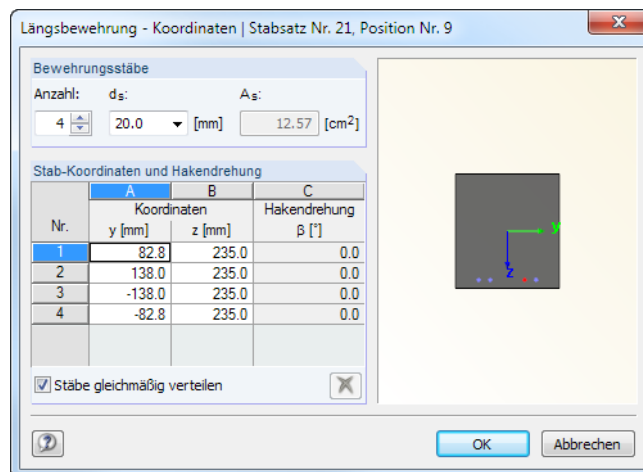 Längsbewehrung - Koordinaten | Stabsatz Nr. 21, Position Nr. 9
Bewehrungsstäbe
Anzahl: ds: As:
4 20.0 [mm] 12.57 [cm²]
Stab-Koordinaten und Hakendrehung
A B C
Koordinaten Hakendrehung
Nr. y [mm] z [mm] β [°]
1 82.8 235.0 0.0
2 138.0 235.0 0.0
3 -138.0 235.0 0.0
4 -82.8 235.0 0.0
Stäbe gleichmäßig verteilen
y
z
OK Abbrechen